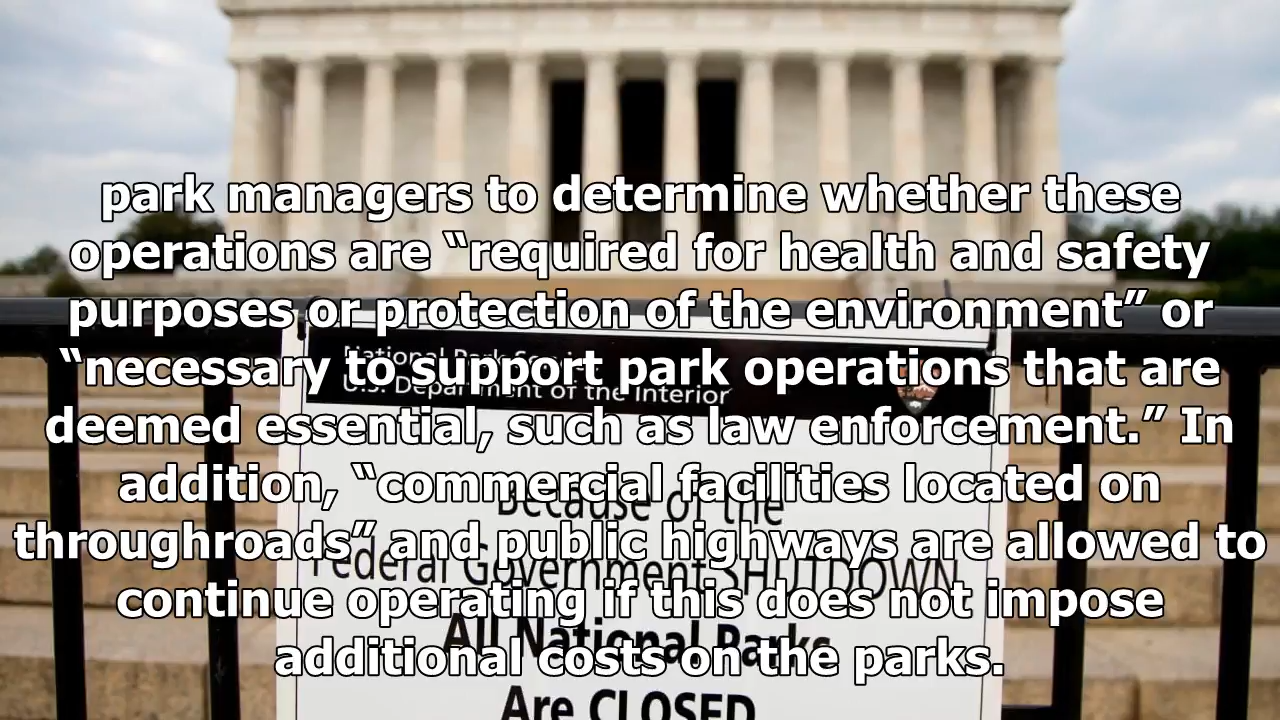 park managers to determine whether these
operations are “required for health and safety
purposes or protection of the environment” or
“necessary to support park operations that are
deemed essential, such as law enforcement.” In
addition, “commercial facilities located on
throughroads” and public highways are allowed to
continue operating if this does not impose
additional costs on the parks.
National Park Service
U.S. Department of the Interior
Because of the
Federal Government SHUTDOWN
All National Parks
Are CLOSED